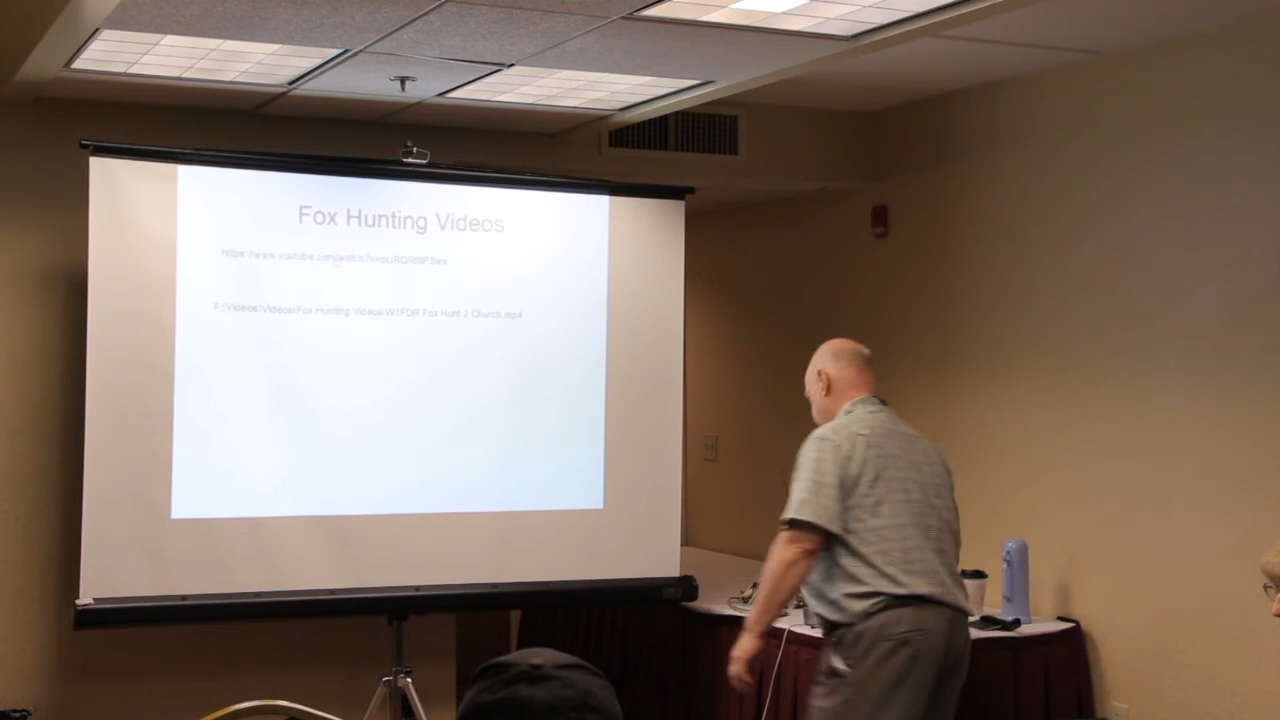 Fox Hunting Videos
https://www.youtube.com/watch?
F:\Videos\Videos\Fox Hunting Videos\W1FDR Fox Hunt 2 Church.mp4